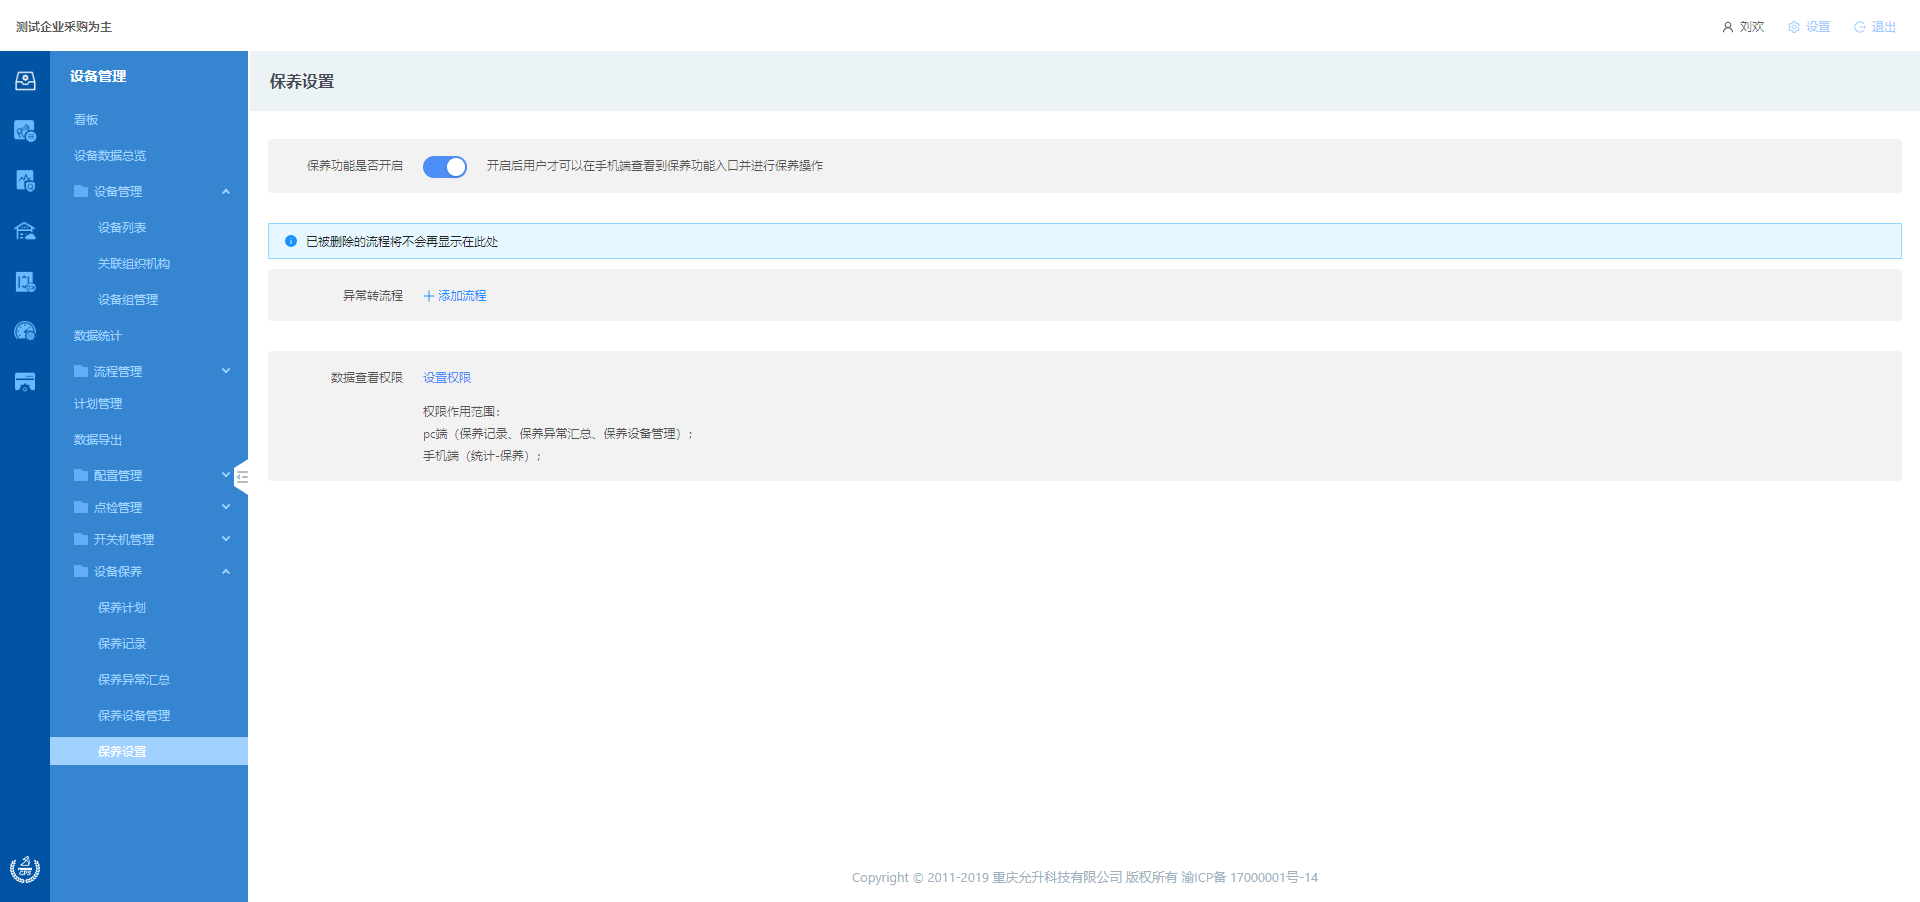 测试企业采购为主
刘欢 设置 退出
设备管理
看板
设备数据总览
设备管理
设备列表
关联组织机构
设备组管理
数据统计
流程管理
计划管理
数据导出
配置管理
点检管理
开关机管理
设备保养
保养计划
保养记录
保养异常汇总
保养设备管理
保养设置
保养设置
保养功能是否开启 开启后用户才可以在手机端查看到保养功能入口并进行保养操作
已被删除的流程将不会再显示在此处
异常转流程 添加流程
数据查看权限 设置权限
权限作用范围：
pc端（保养记录、保养异常汇总、保养设备管理）；
手机端（统计-保养）；
Copyright © 2011-2019 重庆允升科技有限公司 版权所有 渝ICP备 17000001号-14